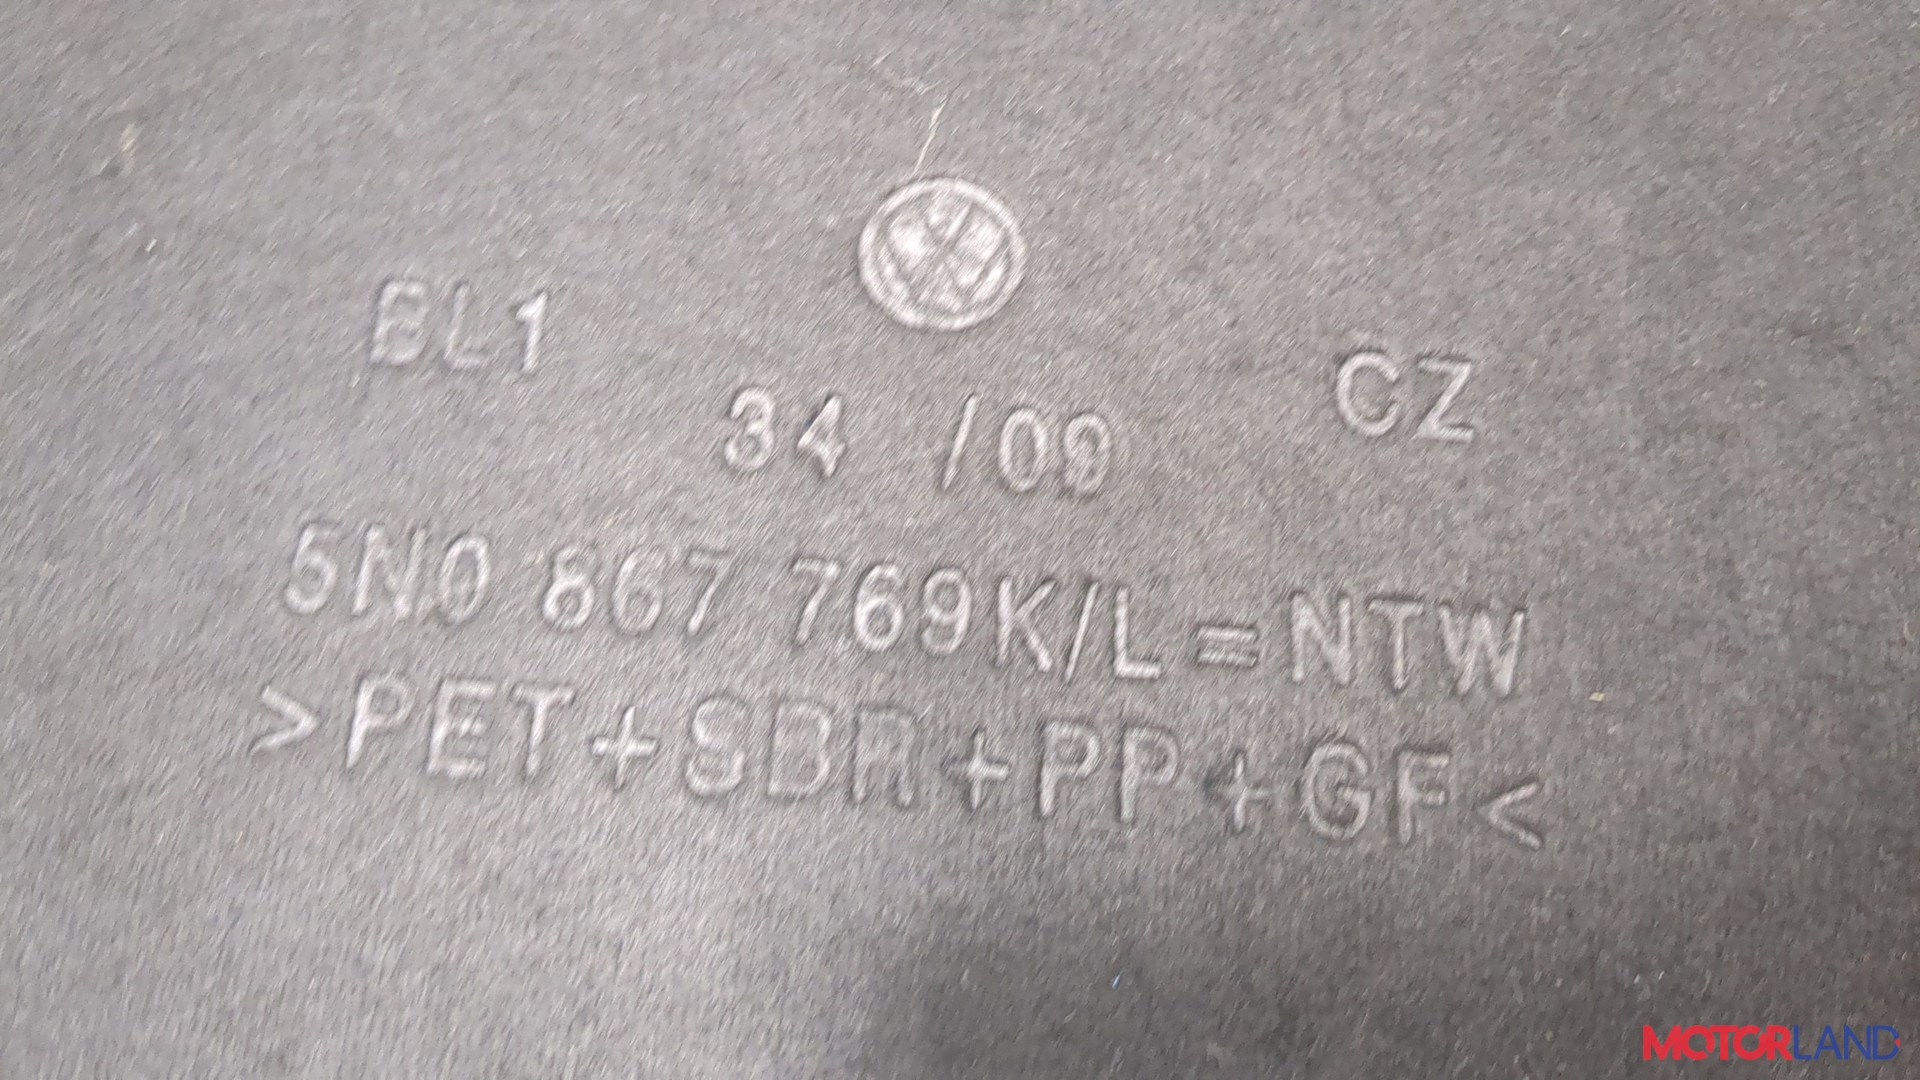 BL1
CZ
34 /09
5N0 867 769K/L=NTW
>PET+SBR+PP+GF<
MOTORLAND